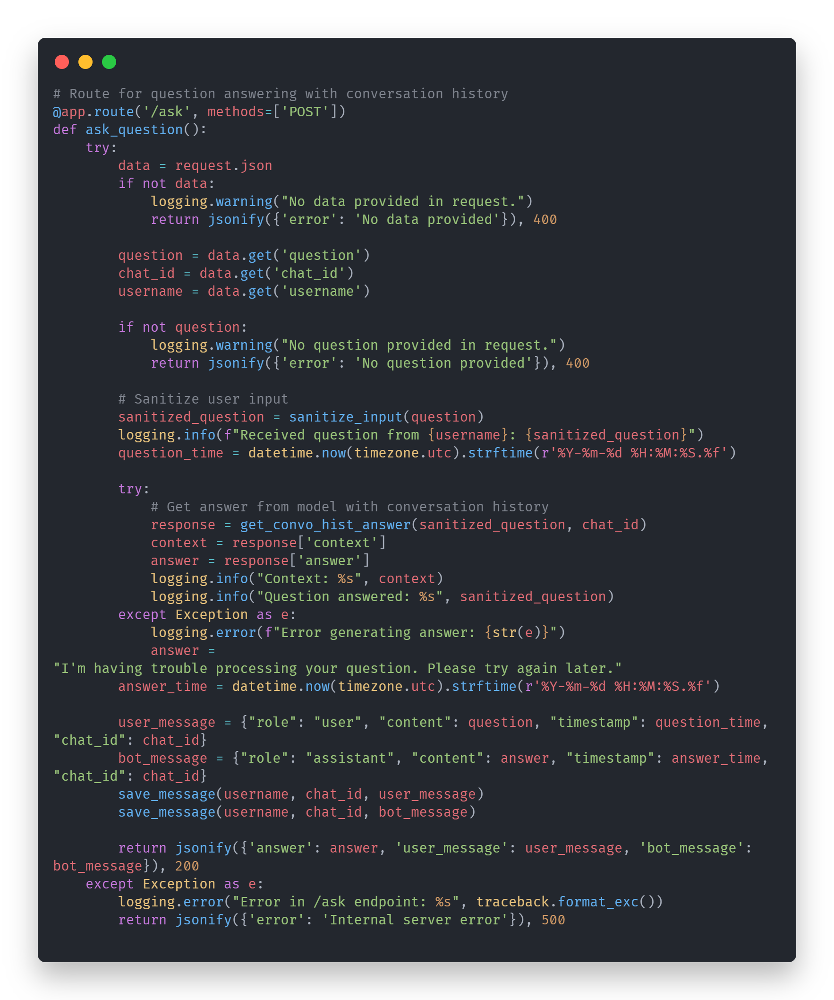 # Route for question answering with conversation history
@app.route('/ask', methods=['POST'])
def ask_question():
    try:
        data = request.json
        if not data:
            logging.warning("No data provided in request.")
            return jsonify({'error': 'No data provided'}), 400

        question = data.get('question')
        chat_id = data.get('chat_id')
        username = data.get('username')

        if not question:
            logging.warning("No question provided in request.")
            return jsonify({'error': 'No question provided'}), 400

        # Sanitize user input
        sanitized_question = sanitize_input(question)
        logging.info(f"Received question from {username}: {sanitized_question}")
        question_time = datetime.now(timezone.utc).strftime(r'%Y-%m-%d %H:%M:%S.%f')

        try:
            # Get answer from model with conversation history
            response = get_convo_hist_answer(sanitized_question, chat_id)
            context = response['context']
            answer = response['answer']
            logging.info("Context: %s", context)
            logging.info("Question answered: %s", sanitized_question)
        except Exception as e:
            logging.error(f"Error generating answer: {str(e)}")
            answer =
"I'm having trouble processing your question. Please try again later."
        answer_time = datetime.now(timezone.utc).strftime(r'%Y-%m-%d %H:%M:%S.%f')

        user_message = {"role": "user", "content": question, "timestamp": question_time,
"chat_id": chat_id}
        bot_message = {"role": "assistant", "content": answer, "timestamp": answer_time,
"chat_id": chat_id}
        save_message(username, chat_id, user_message)
        save_message(username, chat_id, bot_message)

        return jsonify({'answer': answer, 'user_message': user_message, 'bot_message':
bot_message}), 200
    except Exception as e:
        logging.error("Error in /ask endpoint: %s", traceback.format_exc())
        return jsonify({'error': 'Internal server error'}), 500